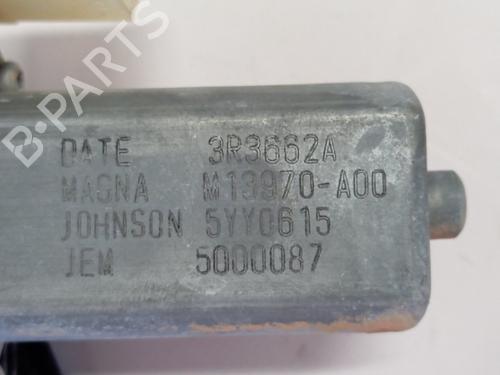 B-PARTS
DATE 3R3662A
MAGNA M13970-A00
JOHNSON 5YY0615
JEM 5000087